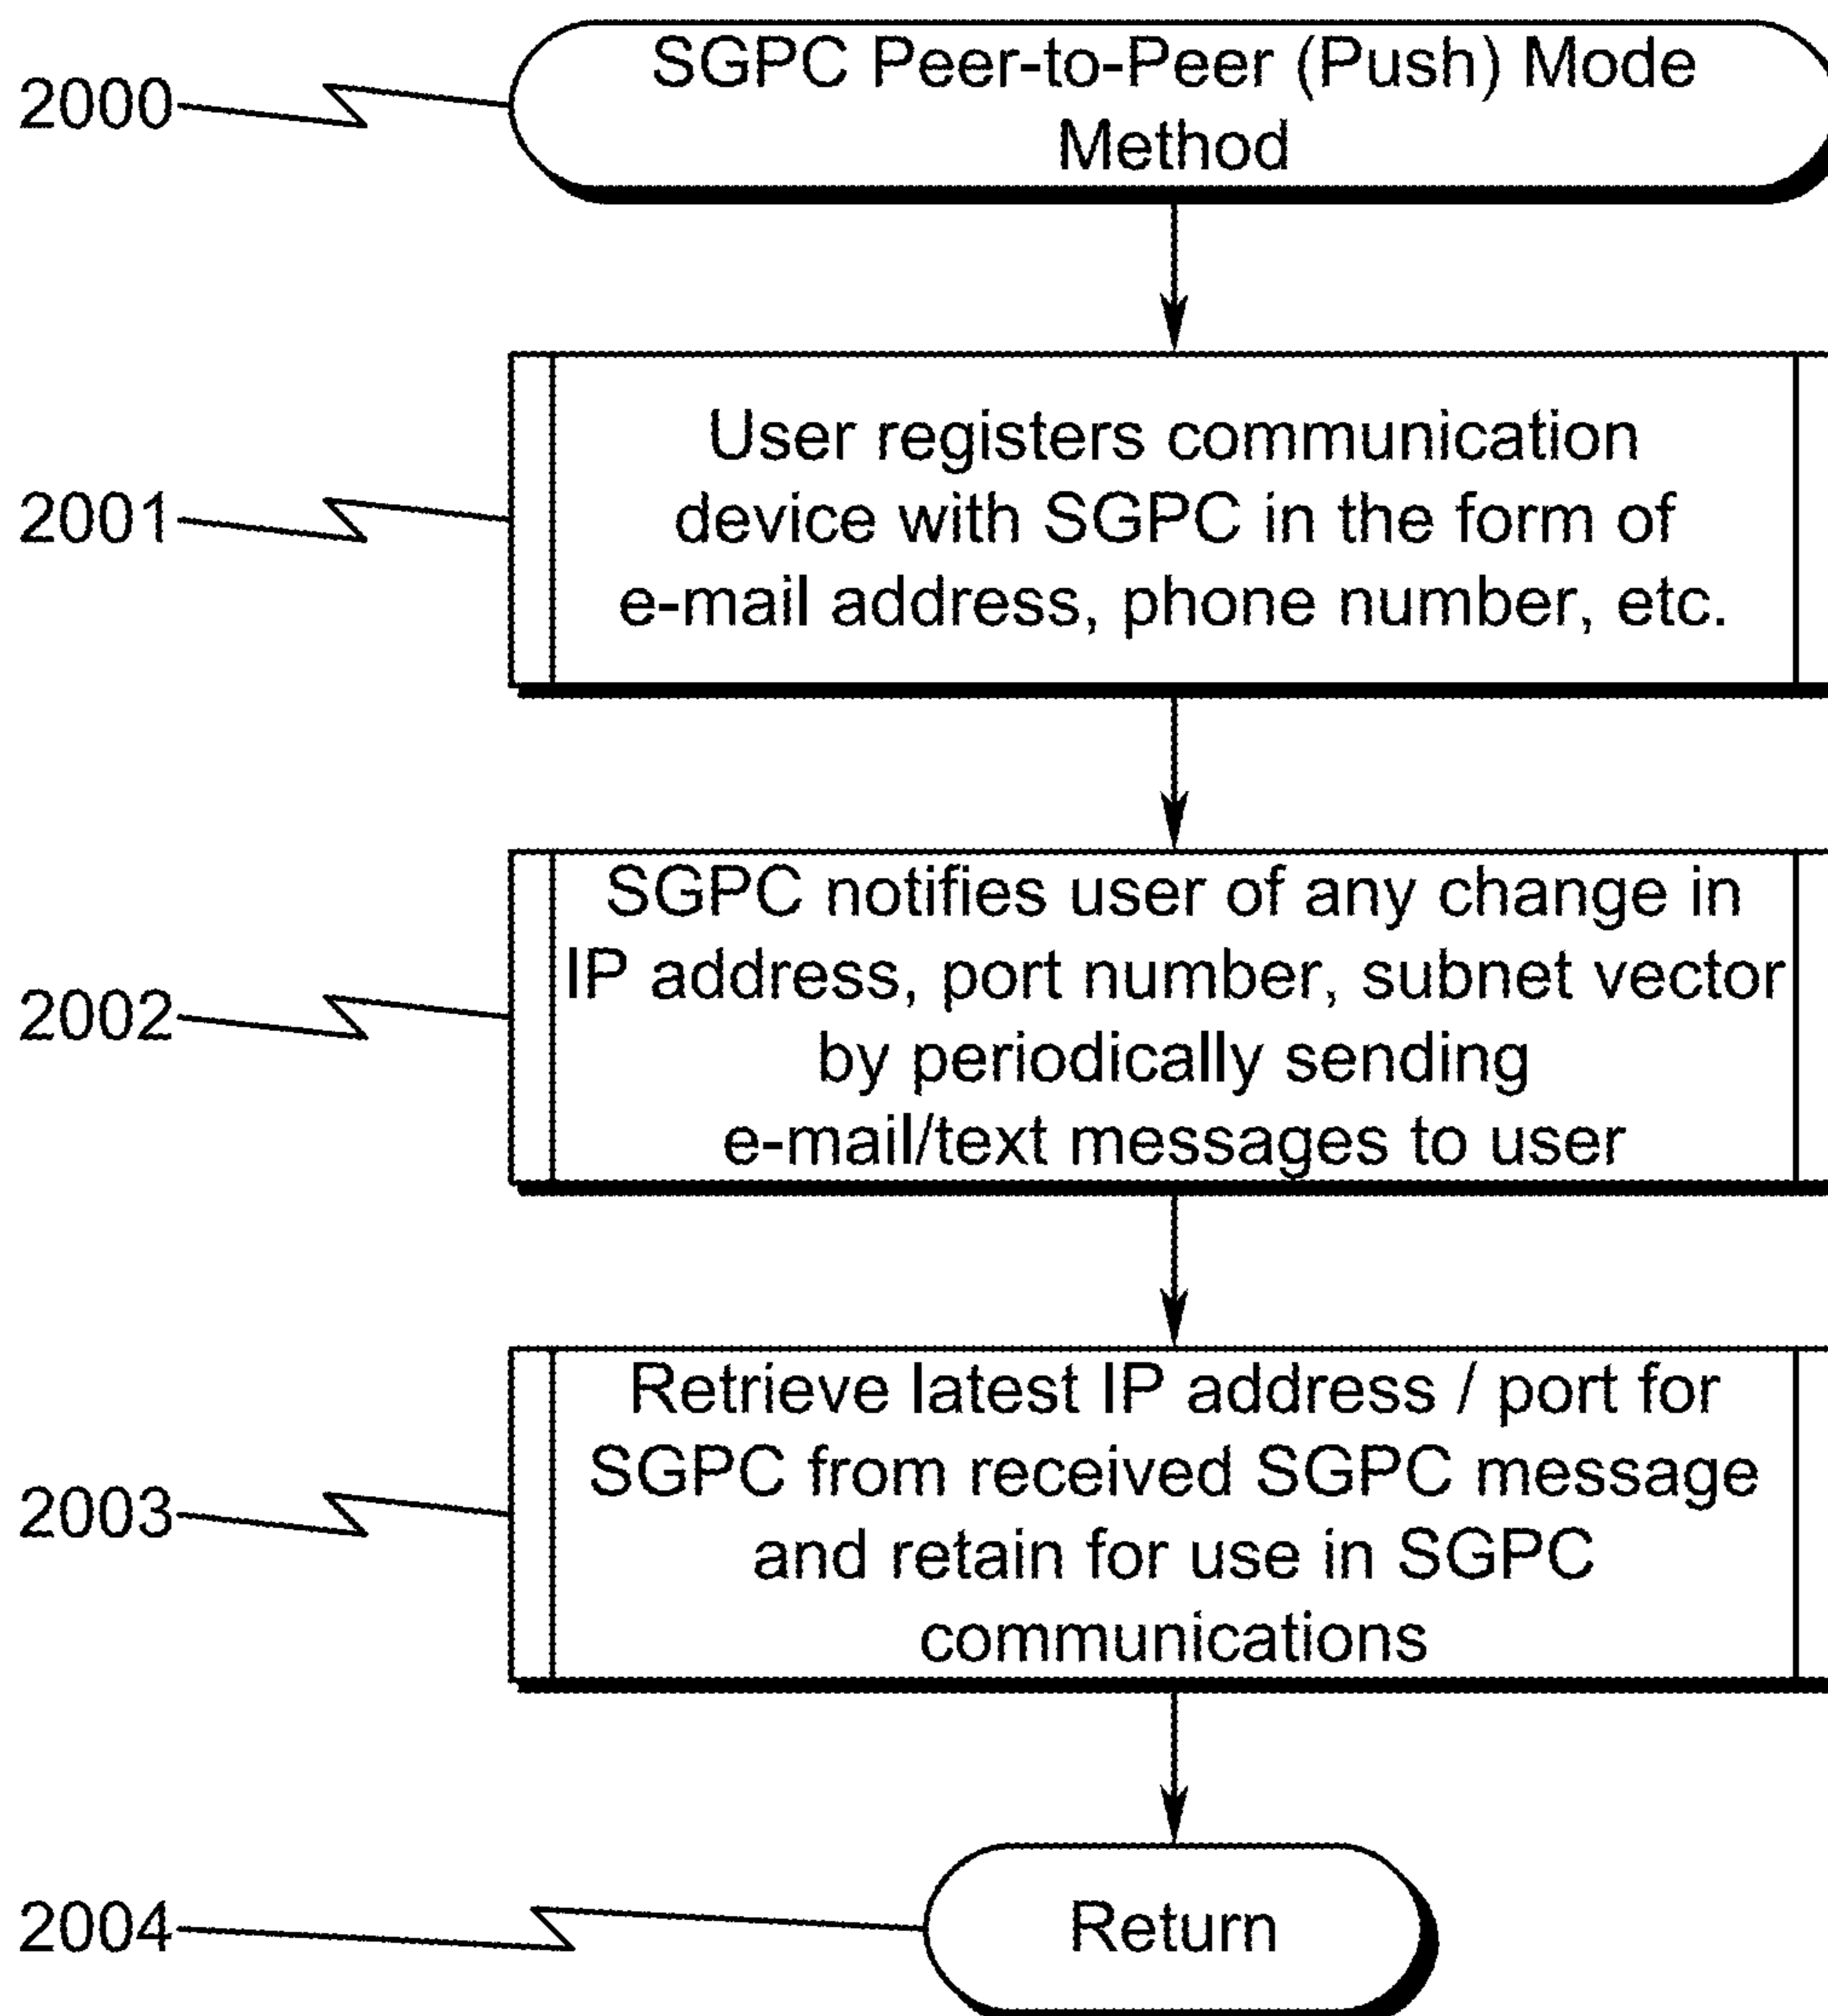 2000
SGPC Peer-to-Peer (Push) Mode
Method
2001
User registers communication
device with SGPC in the form of
e-mail address, phone number, etc.
2002
SGPC notifies user of any change in
IP address, port number, subnet vector
by periodically sending
e-mail/text messages to user
2003
Retrieve latest IP address / port for
SGPC from received SGPC message
and retain for use in SGPC
communications
2004
Return